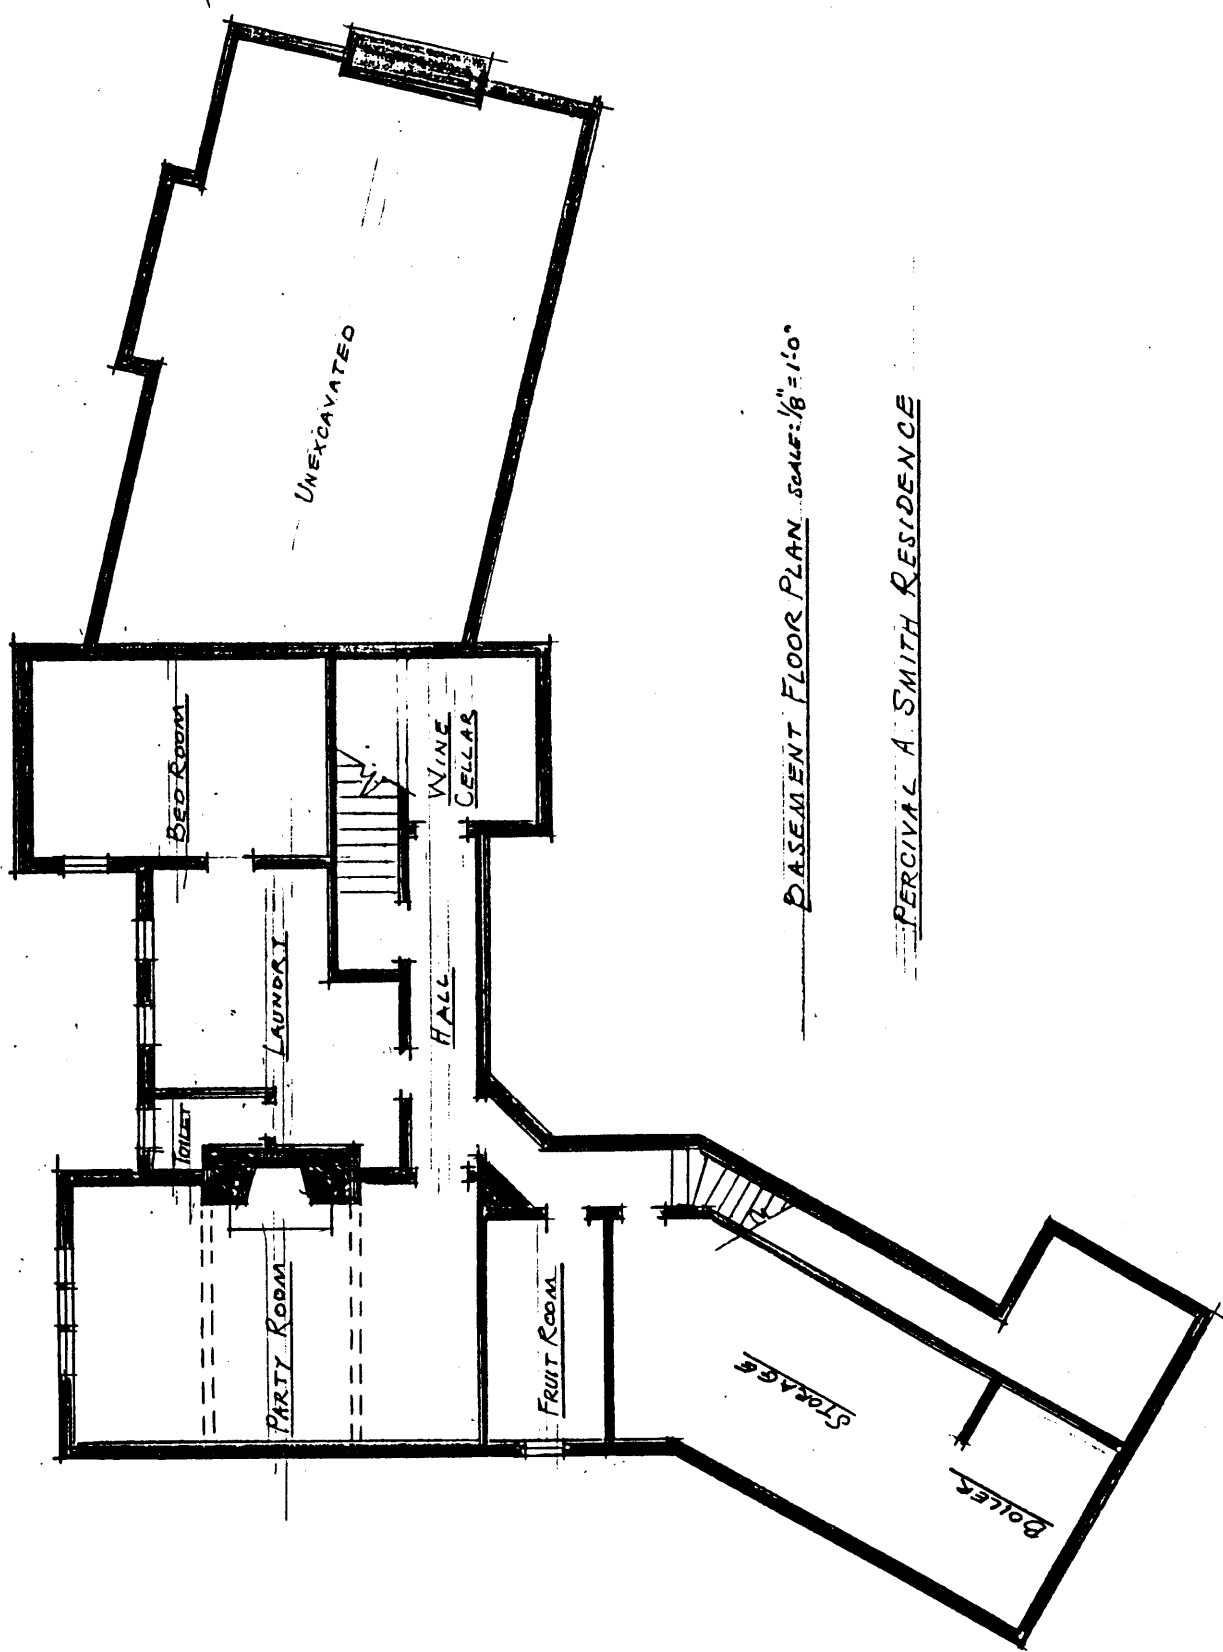 UNEXCAVATED
BED ROOM
WINE
CELLAR
LAUNDRY
HALL
TOILET
PARTY ROOM
FRUIT ROOM
STORAGE
BOILER
BASEMENT FLOOR PLAN SCALE: 1/8" = 1'-0"
PERCIVAL A. SMITH RESIDENCE